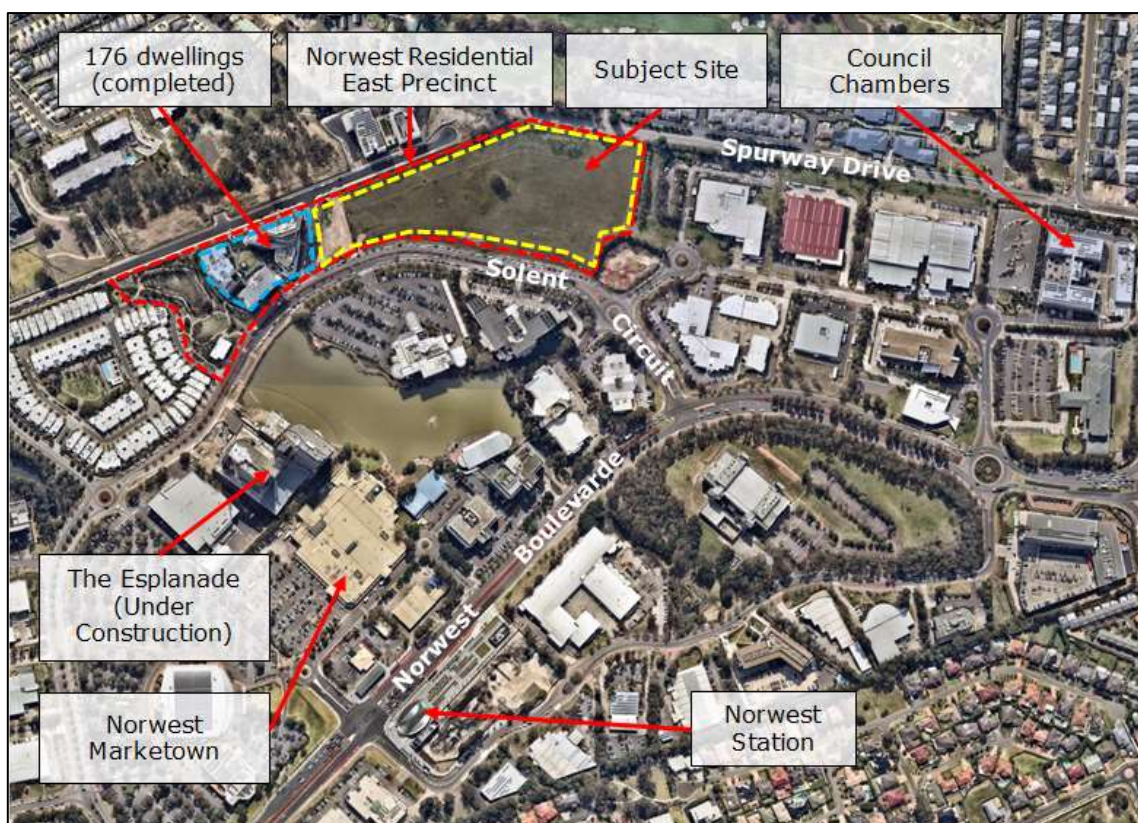 176 dwellings
(completed)
Norwest Residential
East Precinct
Subject Site
Council
Chambers
Spurway Drive
Solent
Circuit
Boulevarde
Norwest
The Esplanade
(Under
Construction)
Norwest
Marketown
Norwest
Station